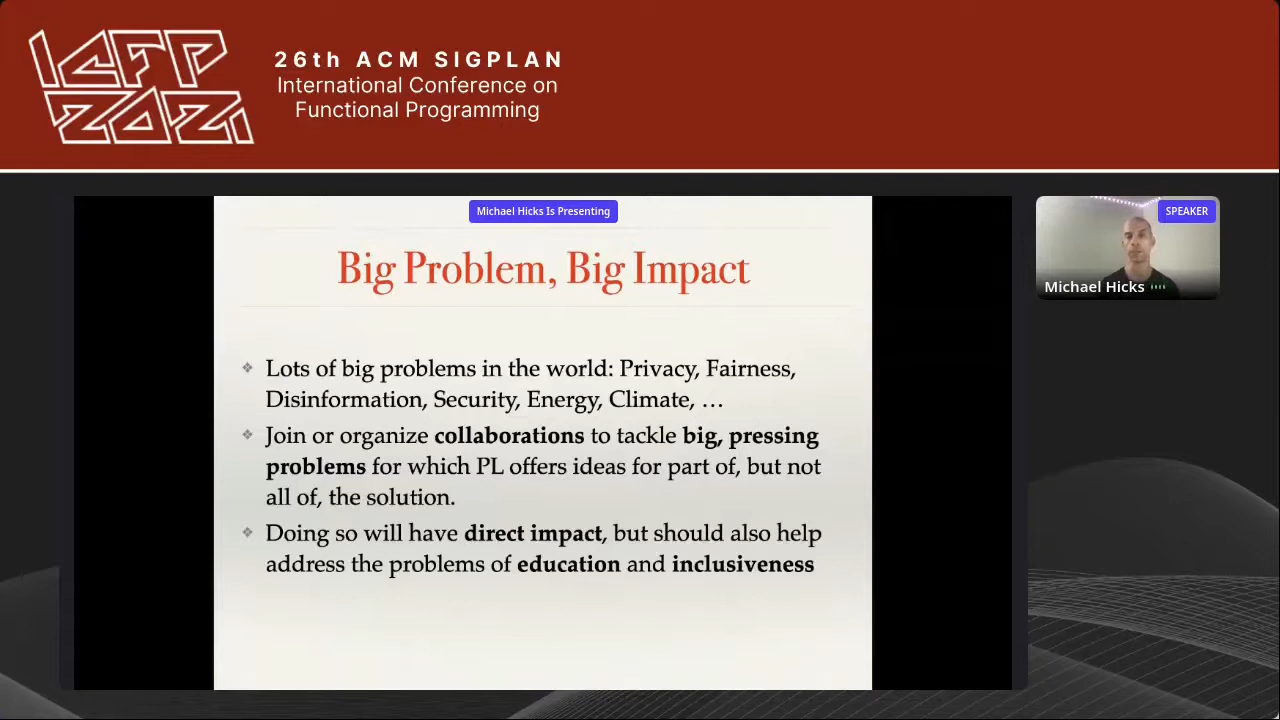 ICFP
2021
26th ACM SIGPLAN
International Conference on
Functional Programming
Michael Hicks Is Presenting
SPEAKER
Michael Hicks
Big Problem, Big Impact
❖ Lots of big problems in the world: Privacy, Fairness,
Disinformation, Security, Energy, Climate, …
❖ Join or organize collaborations to tackle big, pressing
problems for which PL offers ideas for part of, but not
all of, the solution.
❖ Doing so will have direct impact, but should also help
address the problems of education and inclusiveness